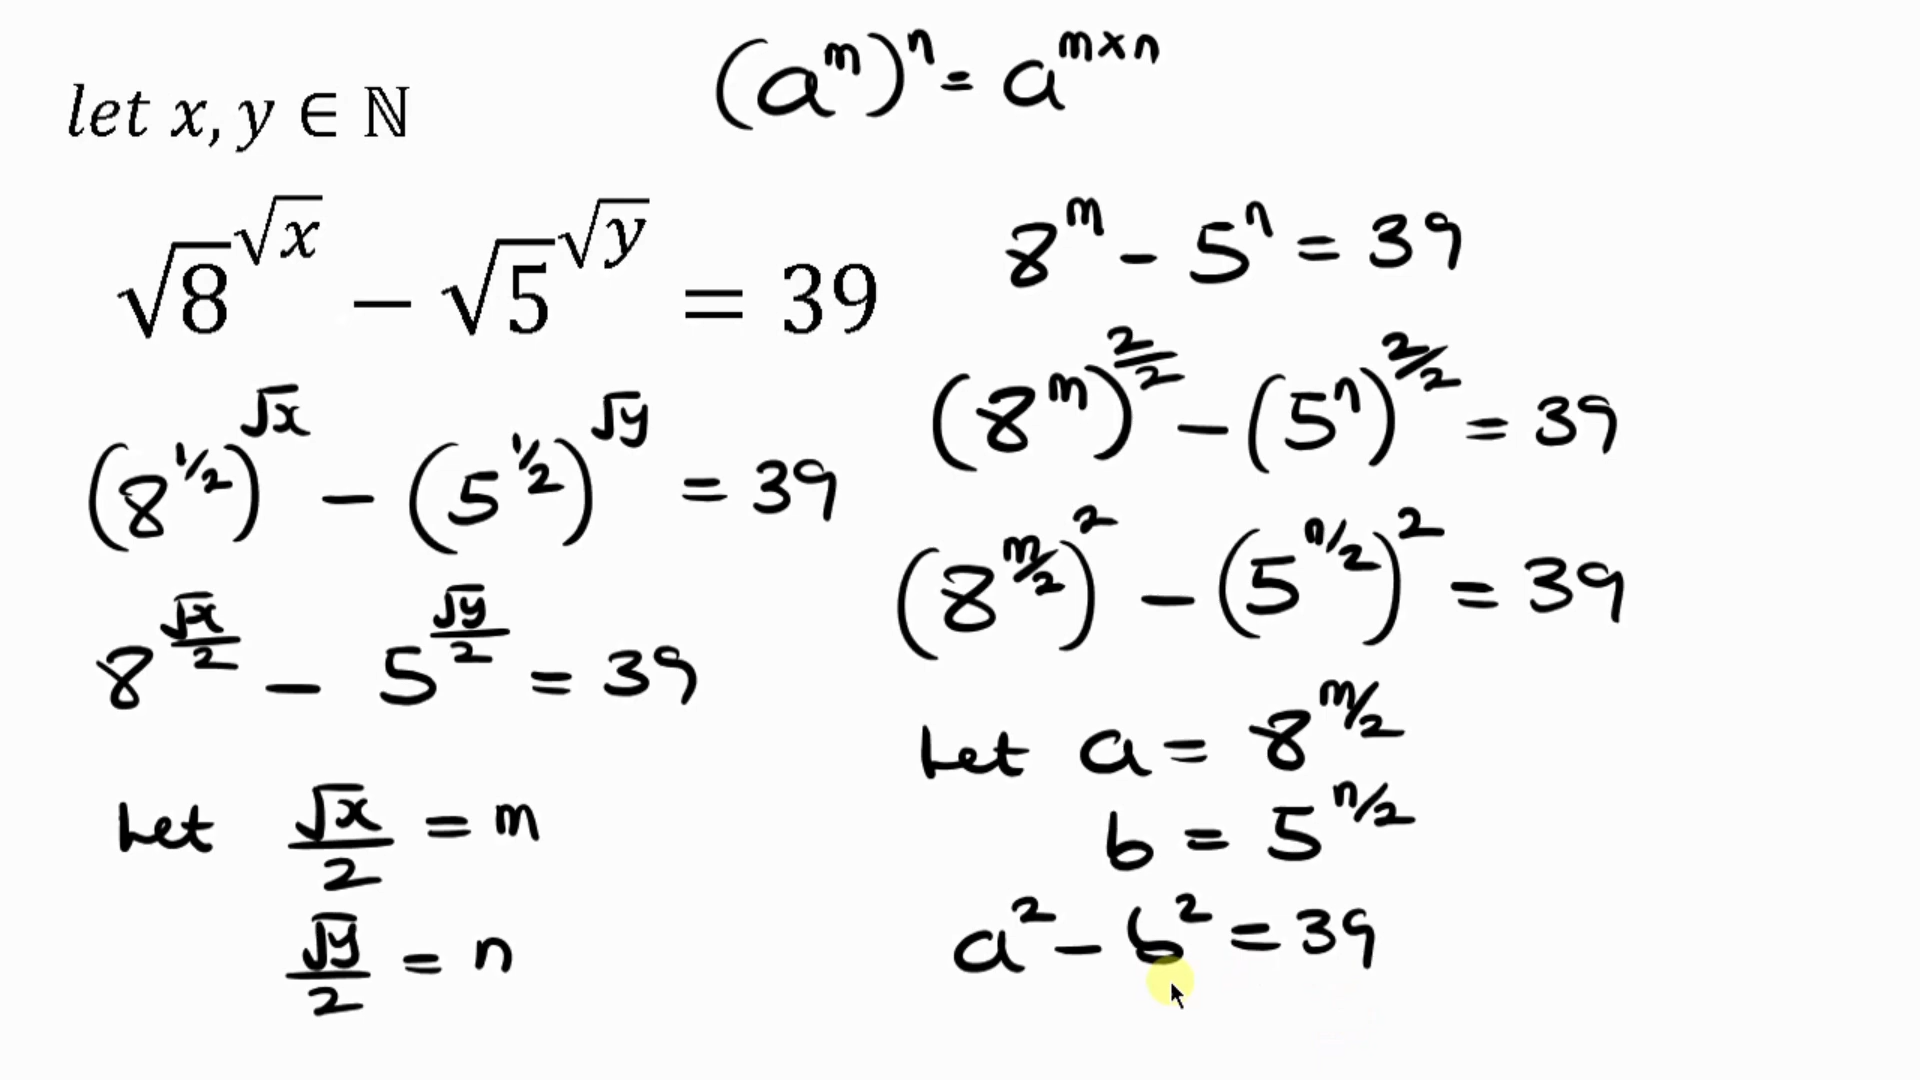 let x, y ∈ ℕ
√8^√x − √5^√y = 39
(8^1/2)^√x − (5^1/2)^√y = 39
8^√x/2 − 5^√y/2 = 39
Let √x/2 = m
√y/2 = n
(a^m)^n = a^m×n
8^m − 5^n = 39
(8^m)^2/2 − (5^n)^2/2 = 39
(8^m/2)^2 − (5^n/2)^2 = 39
Let a = 8^m/2
b = 5^n/2
a^2 − b^2 = 39